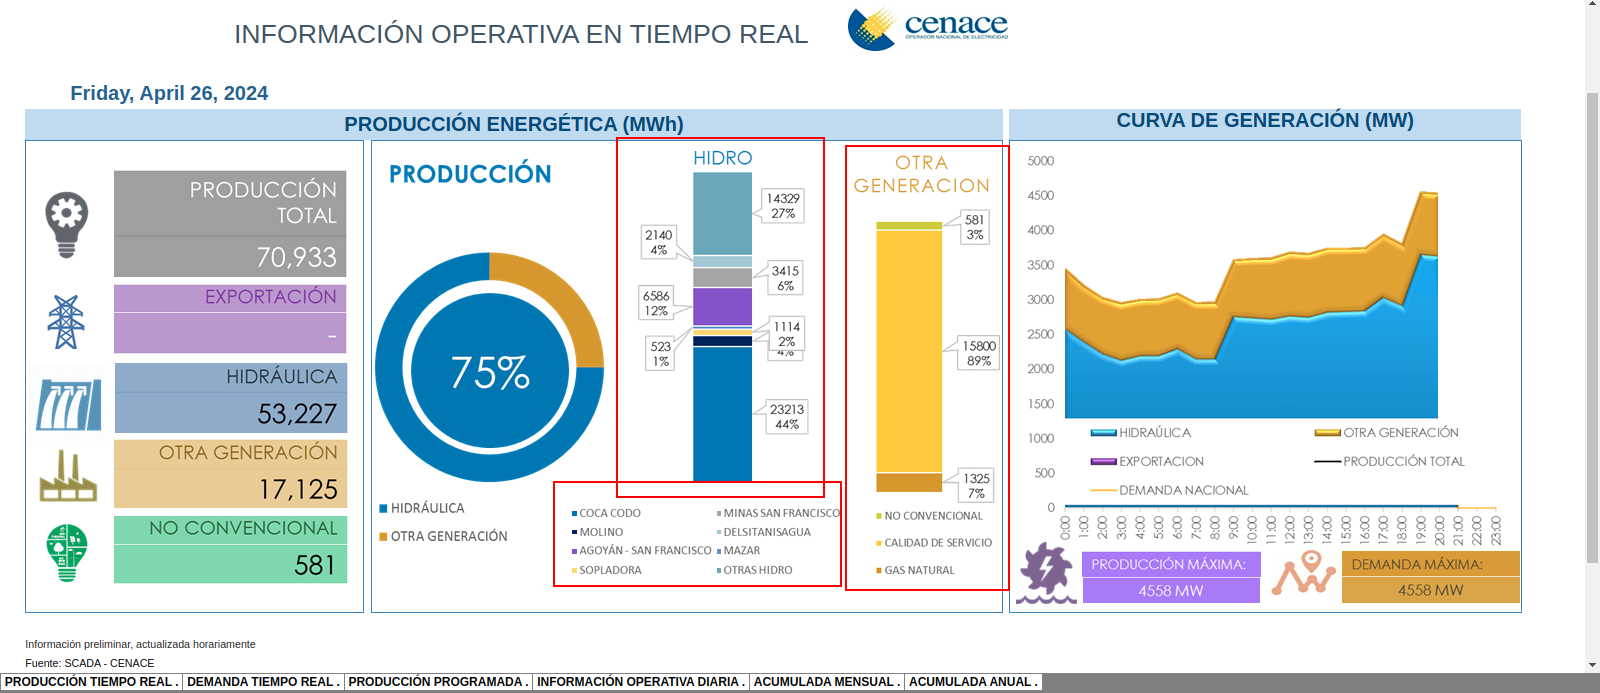 INFORMACIÓN OPERATIVA EN TIEMPO REAL
cenace
OPERADOR NACIONAL DE ELECTRICIDAD
Friday, April 26, 2024
PRODUCCIÓN ENERGÉTICA (MWh)
CURVA DE GENERACIÓN (MW)
PRODUCCIÓN
TOTAL
70,933
EXPORTACIÓN
-
HIDRÁULICA
53,227
OTRA GENERACIÓN
17,125
NO CONVENCIONAL
581
PRODUCCIÓN
75%
HIDRÁULICA
OTRA GENERACIÓN
HIDRO
14329
27%
2140
4%
3415
6%
6586
12%
1114
2%
4%
523
1%
23213
44%
COCA CODO
MINAS SAN FRANCISCO
MOLINO
DELSITANISAGUA
AGOYÁN - SAN FRANCISCO
MAZAR
SOPLADORA
OTRAS HIDRO
OTRA
GENERACION
581
3%
15800
89%
1325
7%
NO CONVENCIONAL
CALIDAD DE SERVICIO
GAS NATURAL
5000
4500
4000
3500
3000
2500
2000
1500
1000
500
0
HIDRAÚLICA
OTRA GENERACIÓN
EXPORTACION
PRODUCCIÓN TOTAL
DEMANDA NACIONAL
0:00
1:00
2:00
3:00
4:00
5:00
6:00
7:00
8:00
9:00
10:00
11:00
12:00
13:00
14:00
15:00
16:00
17:00
18:00
19:00
20:00
21:00
22:00
23:00
PRODUCCIÓN MÁXIMA:
4558 MW
DEMANDA MÁXIMA:
4558 MW
Información preliminar, actualizada horariamente
Fuente: SCADA - CENACE
PRODUCCIÓN TIEMPO REAL .
DEMANDA TIEMPO REAL .
PRODUCCIÓN PROGRAMADA .
INFORMACIÓN OPERATIVA DIARIA .
ACUMULADA MENSUAL .
ACUMULADA ANUAL .